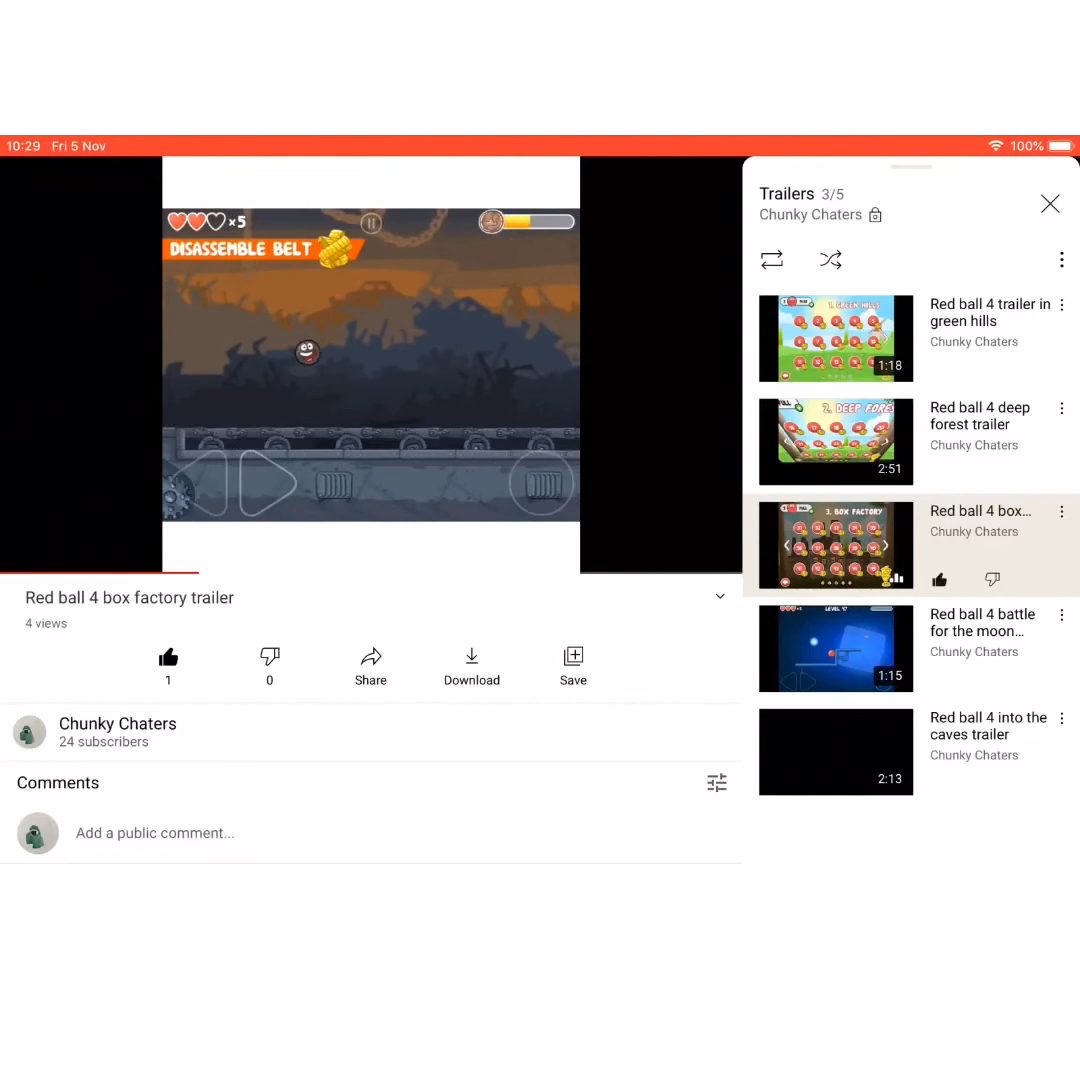 10:29 Fri 5 Nov
100%
×5
DISASSEMBLE BELT
Red ball 4 box factory trailer
4 views
1
0
Share
Download
Save
Chunky Chaters
24 subscribers
Comments
Add a public comment...
Trailers 3/5
Chunky Chaters
1. GREEN HILLS
1:18
Red ball 4 trailer in
green hills
Chunky Chaters
2. DEEP FORES
2:51
Red ball 4 deep
forest trailer
Chunky Chaters
3. BOX FACTORY
Red ball 4 box...
Chunky Chaters
LEVEL 47
1:15
Red ball 4 battle
for the moon...
Chunky Chaters
2:13
Red ball 4 into the
caves trailer
Chunky Chaters